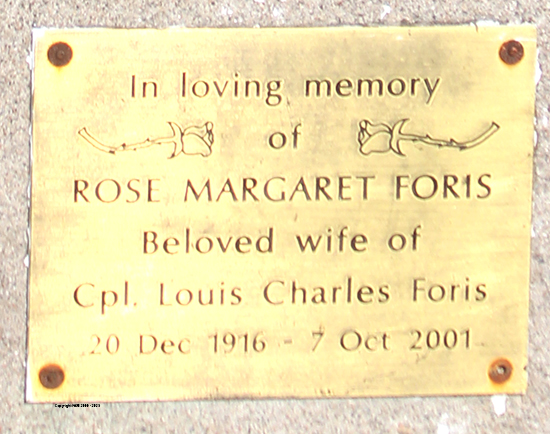 In loving memory
of
ROSE MARGARET FORIS
Beloved wife of
Cpl. Louis Charles Foris
20 Dec 1916 - 7 Oct 2001
Copyright